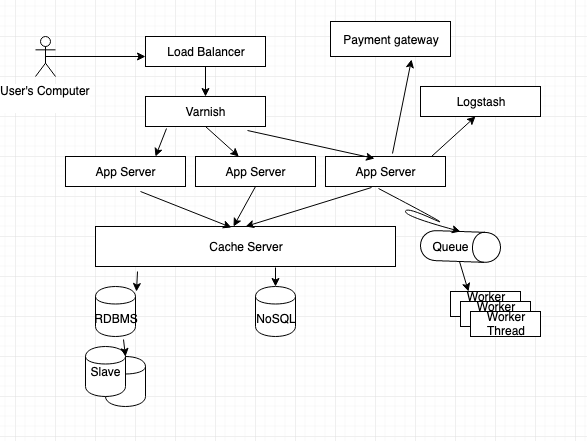 Payment gateway
Load Balancer
User's Computer
Logstash
Varnish
App Server
App Server
App Server
Cache Server
Queue
RDBMS
NoSQL
Worker
Worker
Worker
Thread
Slave